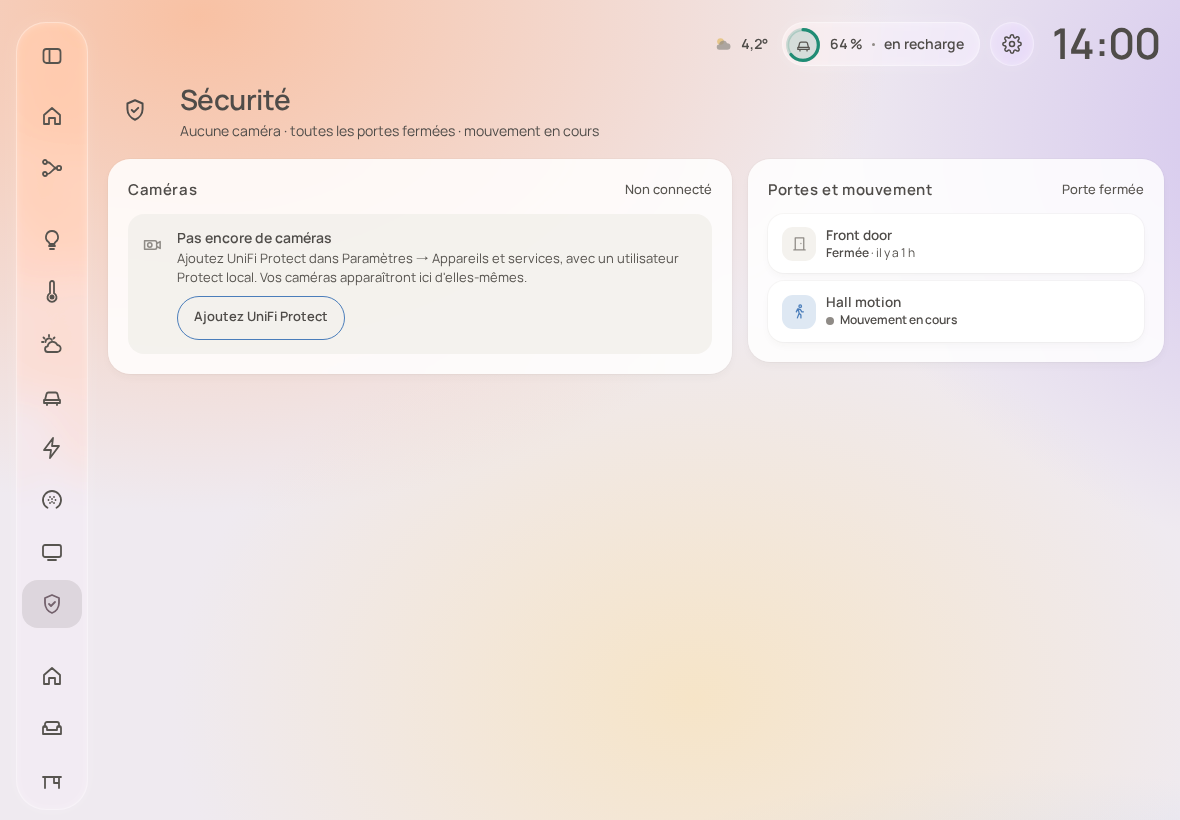 4,2°
64 % • en recharge
14:00
Sécurité
Aucune caméra · toutes les portes fermées · mouvement en cours
Caméras
Non connecté
Pas encore de caméras
Ajoutez UniFi Protect dans Paramètres → Appareils et services, avec un utilisateur
Protect local. Vos caméras apparaîtront ici d'elles-mêmes.
Ajoutez UniFi Protect
Portes et mouvement
Porte fermée
Front door
Fermée · il y a 1 h
Hall motion
Mouvement en cours